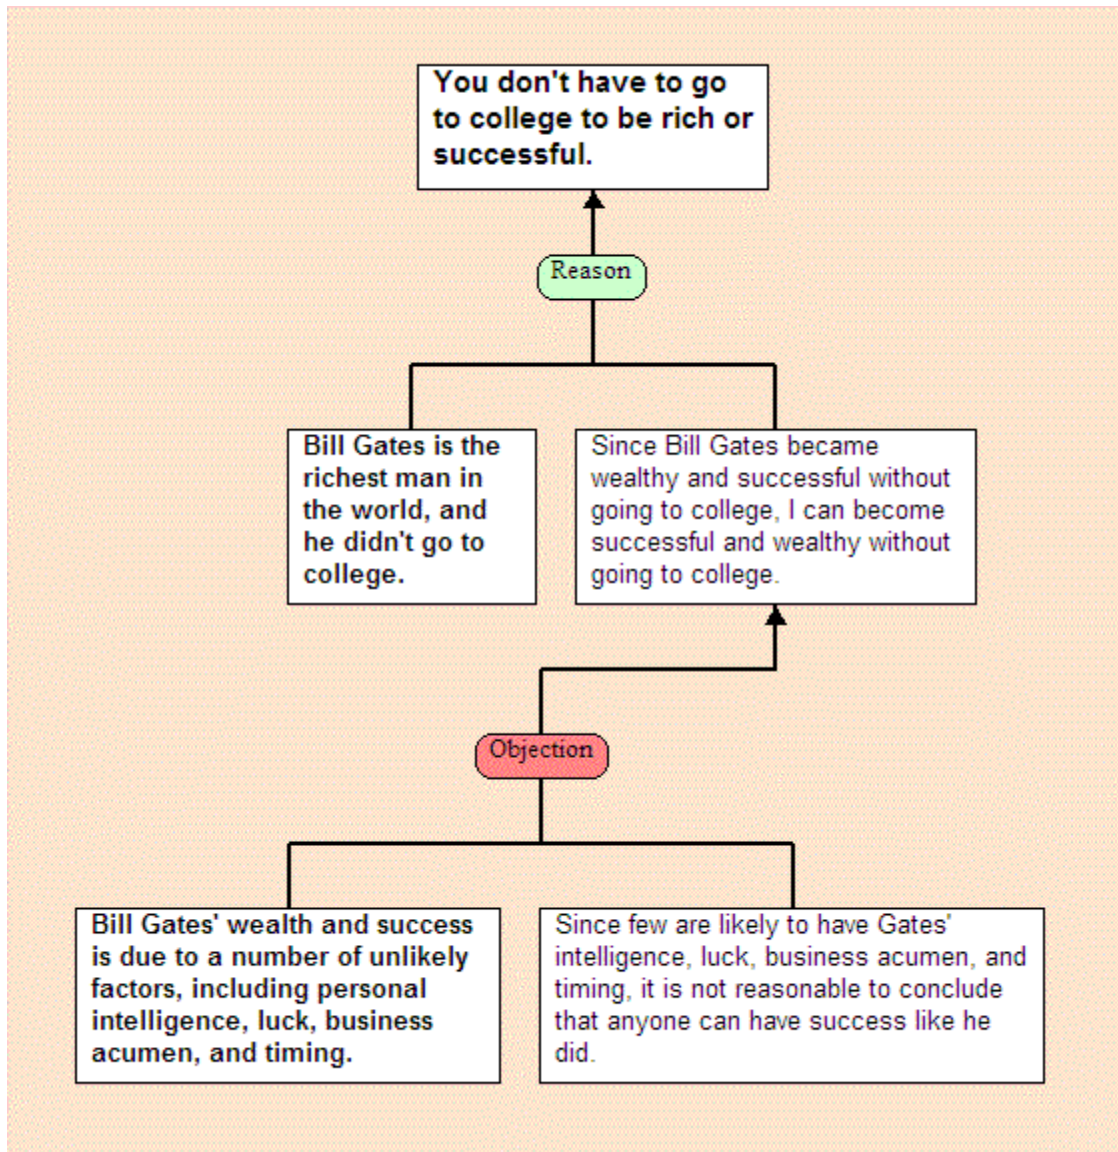 You don't have to go
to college to be rich or
successful.
Reason
Bill Gates is the
richest man in
the world, and
he didn't go to
college.
Since Bill Gates became
wealthy and successful without
going to college, I can become
successful and wealthy without
going to college.
Objection
Bill Gates' wealth and success
is due to a number of unlikely
factors, including personal
intelligence, luck, business
acumen, and timing.
Since few are likely to have Gates'
intelligence, luck, business acumen, and
timing, it is not reasonable to conclude
that anyone can have success like he
did.